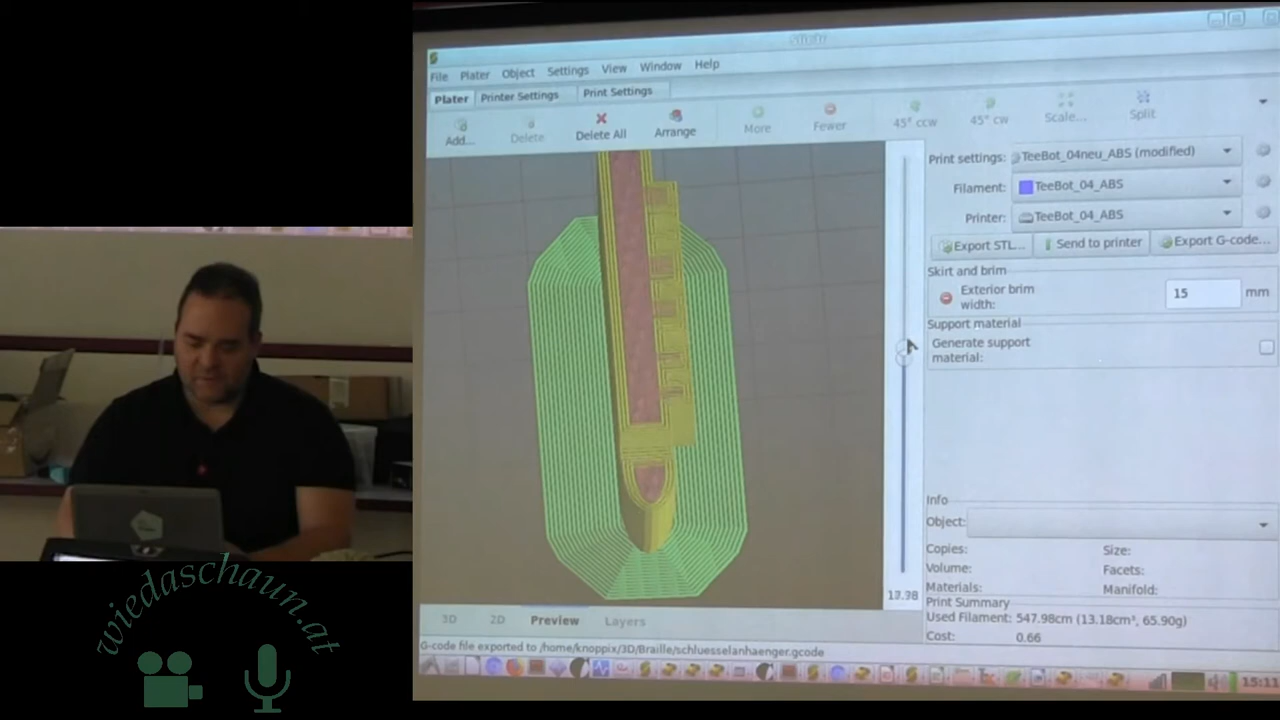 File Plater Object Settings View Window Help
Plater Printer Settings Print Settings
Add... Delete Delete All Arrange More Fewer 45° ccw 45° cw Scale... Split
Print settings: TeeBot_04neu_ABS (modified)
Filament: TeeBot_04_ABS
Printer: TeeBot_04_ABS
Export STL... Send to printer Export G-code...
Skirt and brim
Exterior brim
width:
15 mm
Support material
Generate support
material:
Info
Object:
Copies: Size:
Volume: Facets:
Materials: Manifold:
Print Summary
Used Filament: 547.98cm (13.18cm³, 65.90g)
Cost: 0.66
3D 2D Preview Layers
G-code file exported to /home/knoppix/3D/Braille/schluesselanhaenger.gcode
15:11
wiedaschaun.at